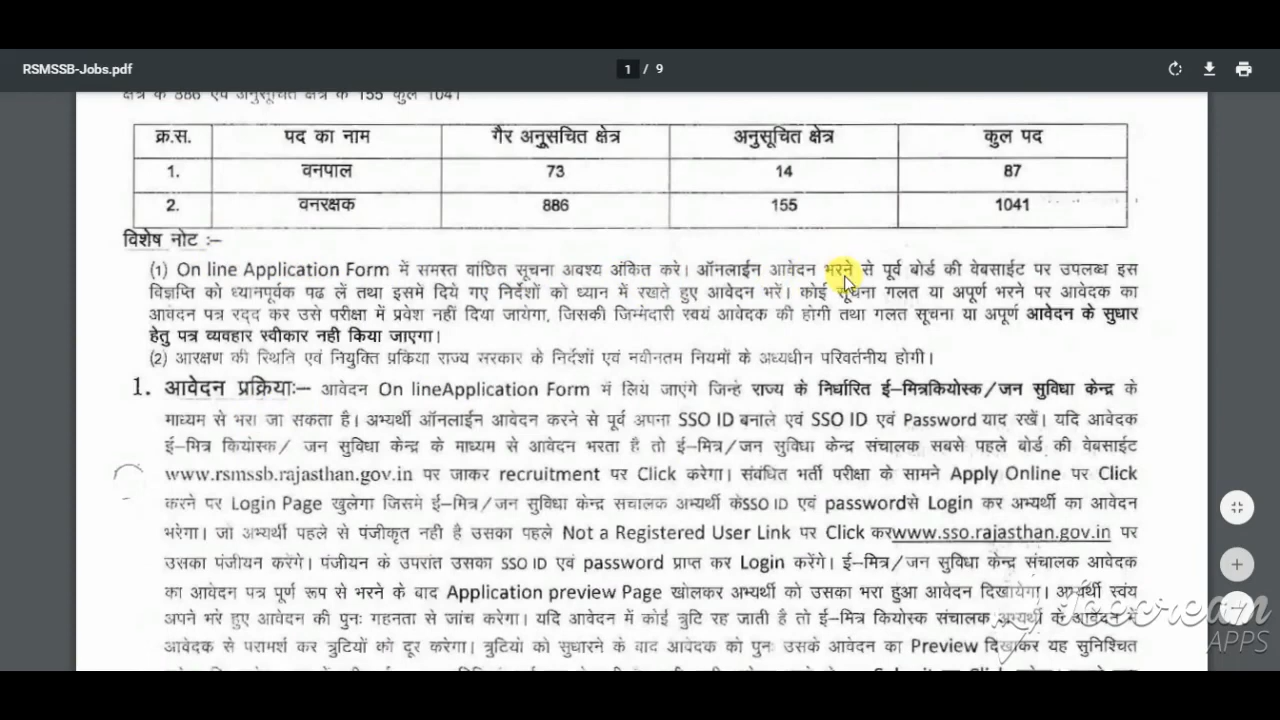 RSMSSB-Jobs.pdf
1 / 9
क्षेत्र के 886 एवं अनुसूचित क्षेत्र के 155 कुल 1041
क्र.स. पद का नाम गैर अनुसूचित क्षेत्र अनुसूचित क्षेत्र कुल पद
1. वनपाल 73 14 87
2. वनरक्षक 886 155 1041
विशेष नोट :–
(1) On line Application Form में समस्त वांछित सूचना अवश्य अंकित करे। ऑनलाईन आवेदन भरने से पूर्व बोर्ड की वेबसाईट पर उपलब्ध इस
विज्ञप्ति को ध्यानपूर्वक पढ लें तथा इसमें दिये गए निर्देशों को ध्यान में रखते हुए आवेदन भरें। कोई सूचना गलत या अपूर्ण भरने पर आवेदक का
आवेदन पत्र रद्द कर उसे परीक्षा में प्रवेश नहीं दिया जायेगा, जिसकी जिम्मेदारी स्वयं आवेदक की होगी तथा गलत सूचना या अपूर्ण आवेदन के सुधार
हेतु पत्र व्यवहार स्वीकार नही किया जाएगा।
(2) आरक्षण की स्थिति एवं नियुक्ति प्रकिया राज्य सरकार के निर्देशों एवं नवीनतम नियमों के अध्यधीन परिवर्तनीय होगी।
1. आवेदन प्रक्रियाः– आवेदन On lineApplication Form में लिये जाएंगे जिन्हे राज्य के निर्धारित ई–मित्रकियोस्क/जन सुविधा केन्द्र के
माध्यम से भरा जा सकता है। अभ्यर्थी ऑनलाईन आवेदन करने से पूर्व अपना SSO ID बनाले एवं SSO ID एवं Password याद रखें। यदि आवेदक
ई–मित्र कियोस्क/ जन सुविधा केन्द्र के माध्यम से आवेदन भरता है तो ई–मित्र/जन सुविधा केन्द्र संचालक सबसे पहले बोर्ड की वेबसाईट
www.rsmssb.rajasthan.gov.in पर जाकर recruitment पर Click करेगा। संबंधित भर्ती परीक्षा के सामने Apply Online पर Click
करने पर Login Page खुलेगा जिसमें ई–मित्र/जन सुविधा केन्द्र सचालक अभ्यर्थी केSSO ID एवं passwordसे Login कर अभ्यर्थी का आवेदन
भरेगा। जो अभ्यर्थी पहले से पंजीकृत नही है उसका पहले Not a Registered User Link पर Click करwww.sso.rajasthan.gov.in पर
उसका पंजीयन करेंगे। पंजीयन के उपरांत उसका SSO ID एवं password प्राप्त कर Login करेंगे। ई–मित्र/जन सुविधा केन्द्र संचालक आवेदक
का आवेदन पत्र पूर्ण रूप से भरने के बाद Application preview Page खोलकर अभ्यर्थी को उसका भरा हुआ आवेदन दिखायेगा। अभ्यर्थी स्वंय
अपने भरे हुए आवेदन की पुनः गहनता से जांच करेगा। यदि आवेदन में कोई त्रुटि रह जाती है तो ई–मित्र कियोस्क संचालक अभ्यर्थी के आवेदन
आवेदक से परामर्श कर त्रुटियों को दूर करेगा। त्रुटियों को सुधारने के बाद आवेदक को पुनः उसके आवेदन का Preview दिखाकर यह सुनिश्चित
Submit Click
Icecream
APPS